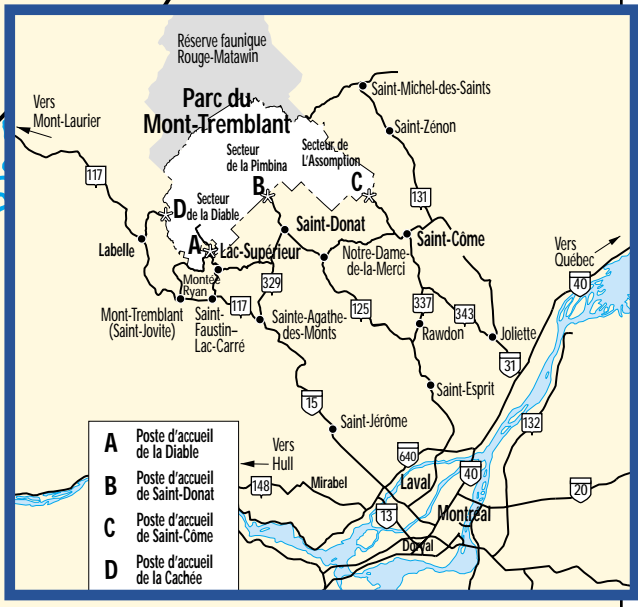 Réserve faunique
Rouge-Matawin
Parc du
Mont-Tremblant
Vers
Mont-Laurier
Saint-Michel-des-Saints
Saint-Zénon
Secteur
de la Pimbina
Secteur de
L'Assomption
117
131
B
C
D
Secteur
de la Diable
A
Lac-Supérieur
Labelle
Saint-Donat
Saint-Côme
Notre-Dame-
de-la-Merci
Vers
Québec
40
Montée
Ryan
329
117
125
337
343
Mont-Tremblant
(Saint-Jovite)
Saint-
Faustin–
Lac-Carré
Sainte-Agathe-
des-Monts
Rawdon
Joliette
31
Saint-Esprit
15
132
Saint-Jérôme
A Poste d'accueil
de la Diable
B Poste d'accueil
de Saint-Donat
C Poste d'accueil
de Saint-Côme
D Poste d'accueil
de la Cachée
Vers
Hull
148
Mirabel
640
Laval
40
20
13
Montréal
Dorval